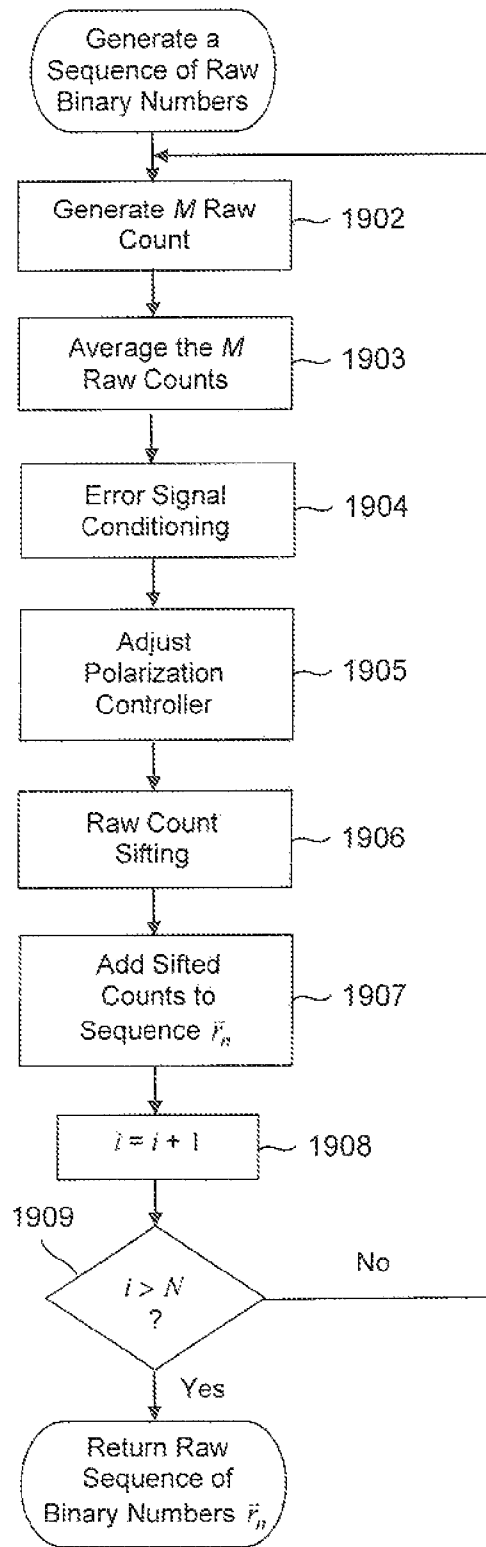 Generate a
Sequence of Raw
Binary Numbers
Generate M Raw
Count
1902
Average the M
Raw Counts
1903
Error Signal
Conditioning
1904
Adjust
Polarization
Controller
1905
Raw Count
Sifting
1906
Add Sifted
Counts to
Sequence r̈ₙ
1907
i = i + 1
1908
1909
i > N
?
No
Yes
Return Raw
Sequence of
Binary Numbers r̈ₙ